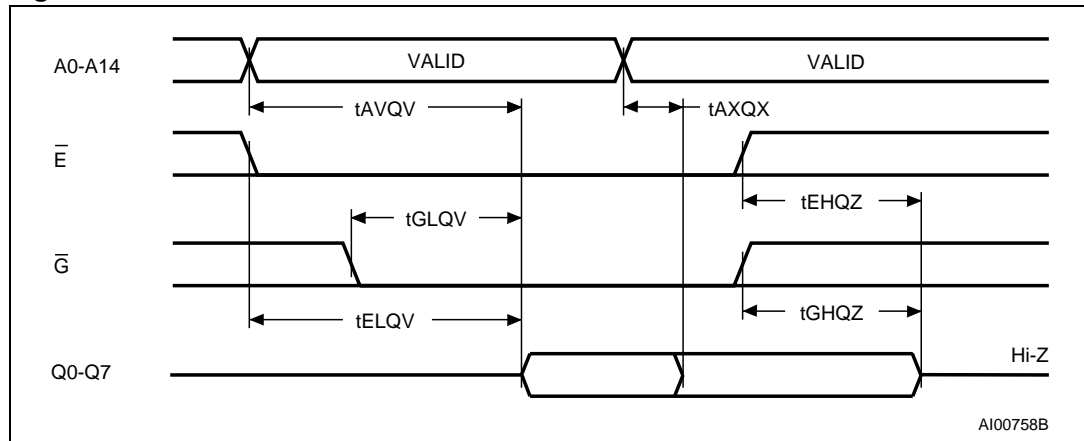 A0-A14
VALID
VALID
tAVQV
tAXQX
E
tEHQZ
tGLQV
G
tGHQZ
tELQV
Hi-Z
Q0-Q7
AI00758B